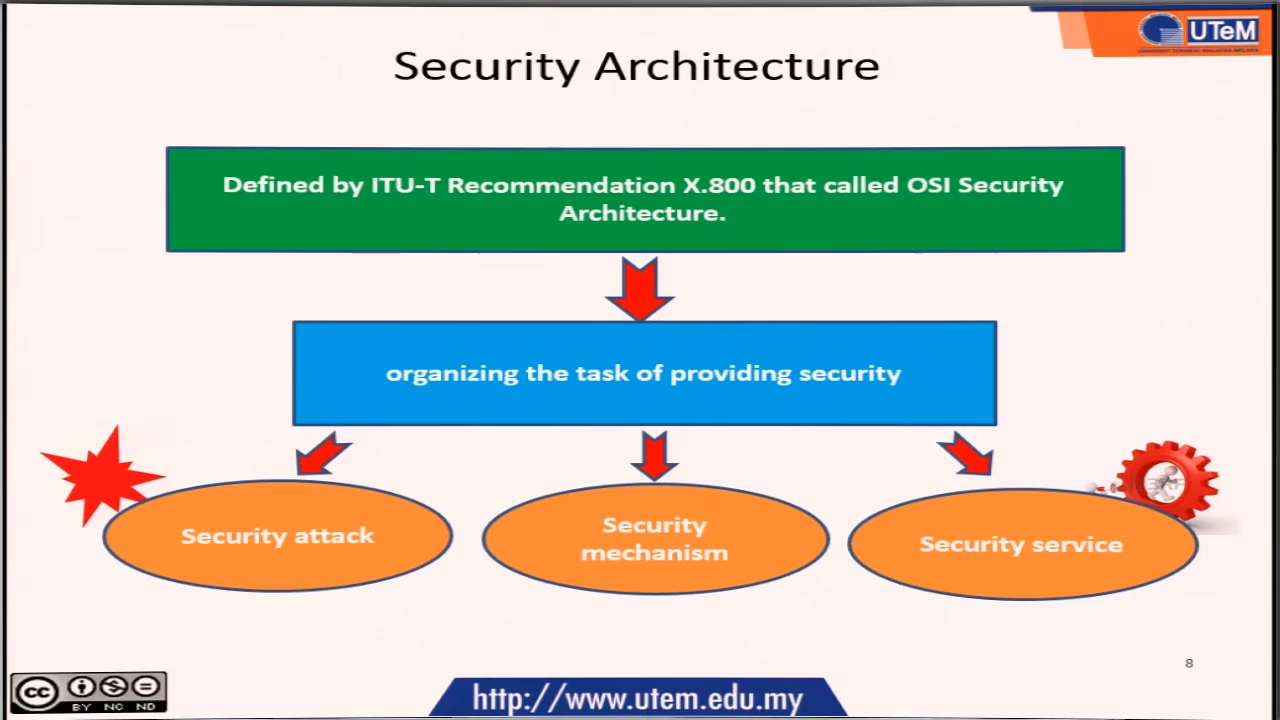 UTeM
Security Architecture
Defined by ITU-T Recommendation X.800 that called OSI Security
Architecture.
organizing the task of providing security
Security attack
Security
mechanism
Security service
8
cc
BY NC ND
http://www.utem.edu.my